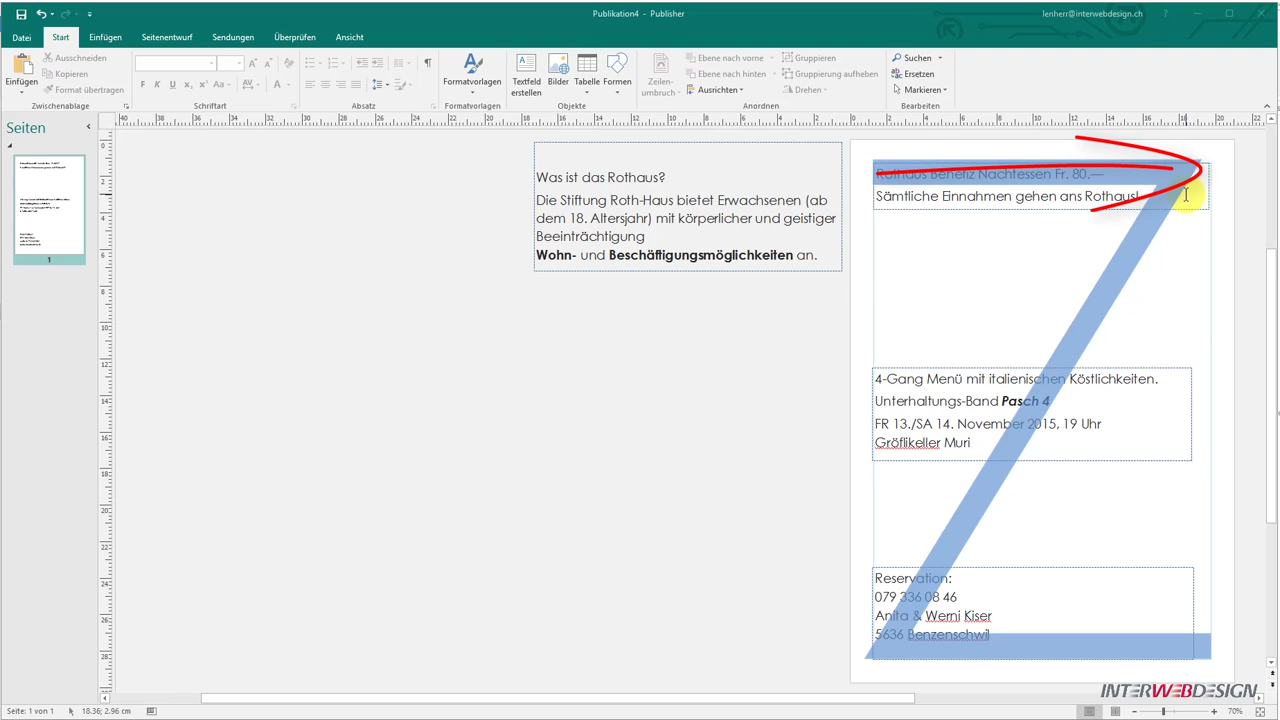 Publikation4 - Publisher
lenherr@interwebdesign.ch
Datei Start Einfügen Seitenentwurf Sendungen Überprüfen Ansicht
Einfügen
Ausschneiden
Kopieren
Format übertragen
Zwischenablage
F K U
Schriftart
Absatz
Formatvorlagen
Formatvorlagen
Textfeld erstellen
Bilder
Tabelle
Formen
Objekte
Zeilen-
umbruch
Ebene nach vorne
Ebene nach hinten
Ausrichten
Gruppieren
Gruppierung aufheben
Drehen
Anordnen
Suchen
Ersetzen
Markieren
Bearbeiten
Seiten
1
Was ist das Rothaus?
Die Stiftung Roth-Haus bietet Erwachsenen (ab
dem 18. Altersjahr) mit körperlicher und geistiger
Beeinträchtigung
Wohn- und Beschäftigungsmöglichkeiten an.
Rothaus Benefiz Nachtessen Fr. 80.—
Sämtliche Einnahmen gehen ans Rothaus!
4-Gang Menü mit italienischen Köstlichkeiten.
Unterhaltungs-Band Pasch 4
FR 13./SA 14. November 2015, 19 Uhr
Gröflikeller Muri
Reservation:
079 336 08 46
Anita & Werni Kiser
5636 Benzenschwil
INTERWEBDESIGN
Seite: 1 von 1
18.36; 2.96 cm
70%